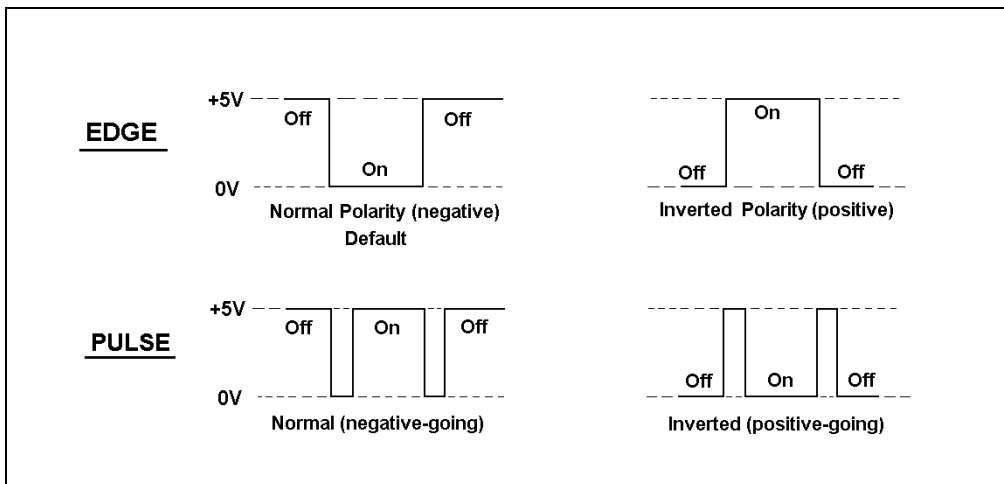 EDGE
+5V
Off
On
Off
0V
Normal Polarity (negative)
Default
On
Off
Off
Inverted Polarity (positive)
PULSE
+5V
Off
On
Off
0V
Normal (negative-going)
Off
On
Off
Inverted (positive-going)